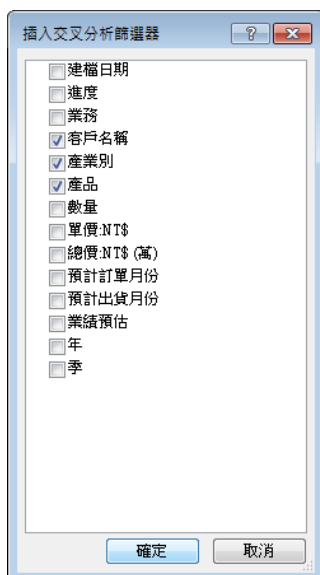 插入交叉分析篩選器
建檔日期
進度
業務
客戶名稱
產業別
產品
數量
單價:NT$
總價:NT$ (萬)
預計訂單月份
預計出貨月份
業績預估
年
季
確定
取消